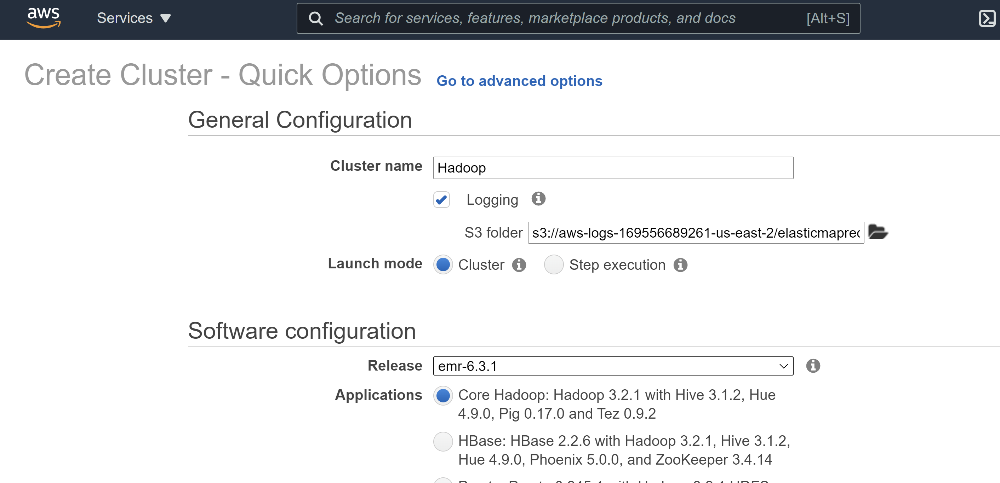 aws
Services
Search for services, features, marketplace products, and docs
[Alt+S]
Create Cluster - Quick Options
Go to advanced options
General Configuration
Cluster name
Hadoop
Logging
S3 folder
s3://aws-logs-169556689261-us-east-2/elasticmapred
Launch mode
Cluster
Step execution
Software configuration
Release
emr-6.3.1
Applications
Core Hadoop: Hadoop 3.2.1 with Hive 3.1.2, Hue
4.9.0, Pig 0.17.0 and Tez 0.9.2
HBase: HBase 2.2.6 with Hadoop 3.2.1, Hive 3.1.2,
Hue 4.9.0, Phoenix 5.0.0, and ZooKeeper 3.4.14